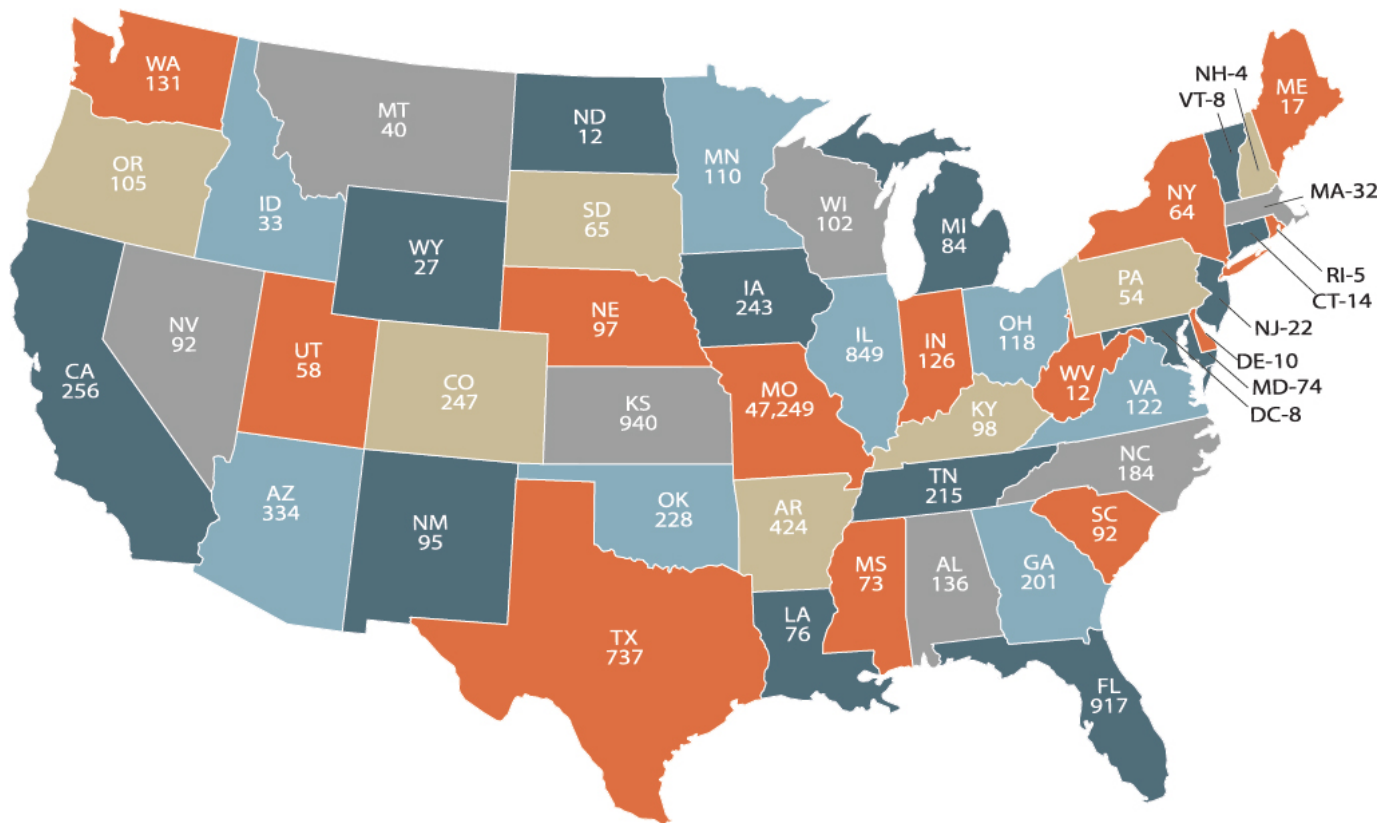 WA
131
MT
40
ND
12
MN
110
NH-4
VT-8
ME
17
OR
105
ID
33
WY
27
SD
65
WI
102
MI
84
NY
64
MA-32
RI-5
CT-14
NJ-22
DE-10
MD-74
DC-8
CA
256
NV
92
UT
58
CO
247
NE
97
IA
243
IL
849
IN
126
OH
118
PA
54
KS
940
MO
47,249
KY
98
WV
12
VA
122
AZ
334
NM
95
OK
228
AR
424
TN
215
NC
184
SC
92
TX
737
LA
76
MS
73
AL
136
GA
201
FL
917